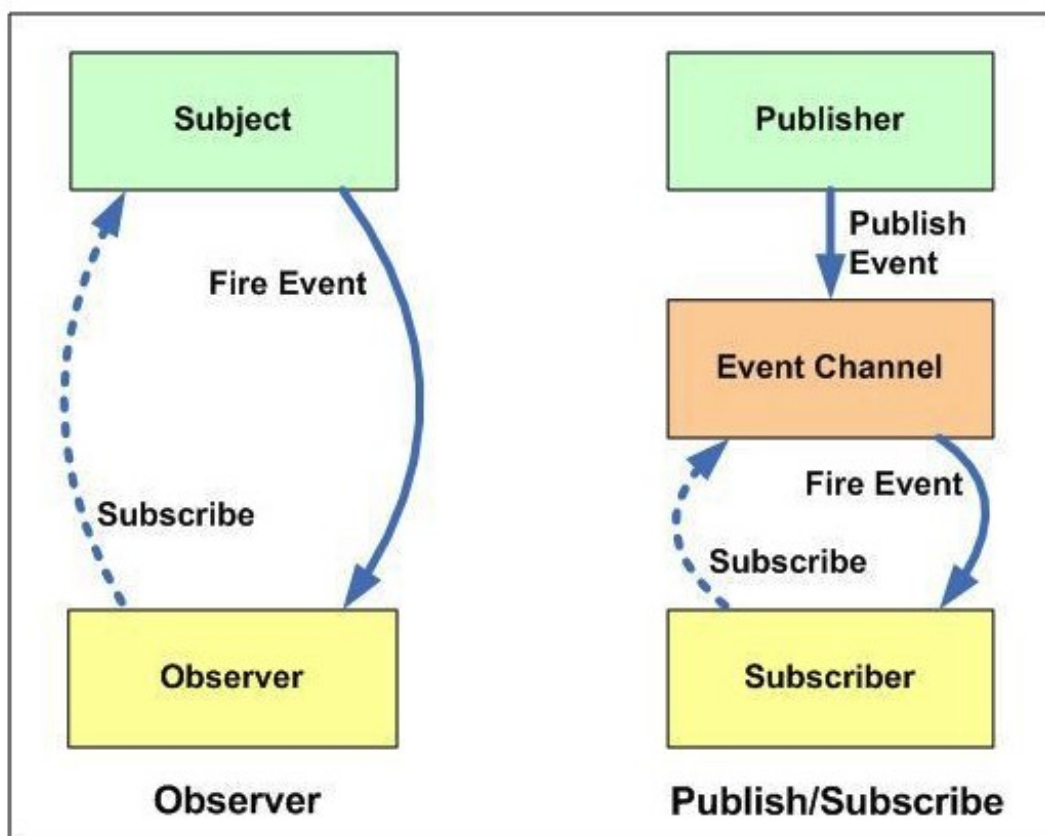 Subject
Fire Event
Subscribe
Observer
Observer
Publisher
Publish
Event
Event Channel
Fire Event
Subscribe
Subscriber
Publish/Subscribe